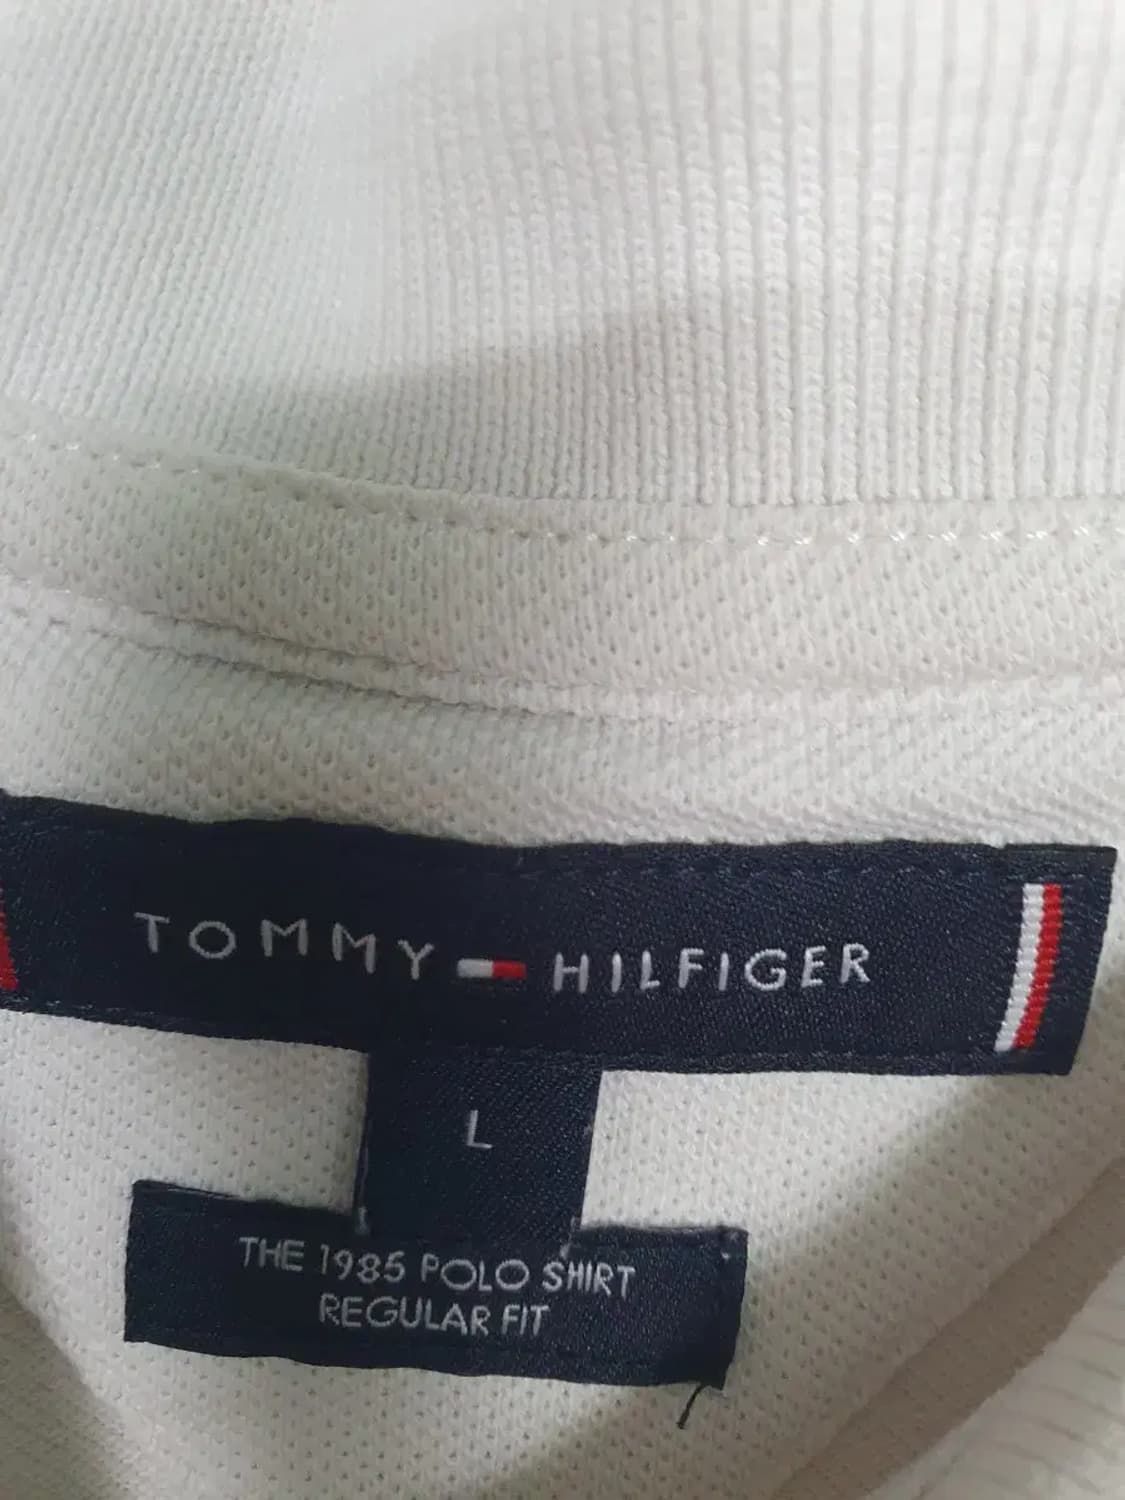 TOMMY HILFIGER
L
THE 1985 POLO SHIRT
REGULAR FIT